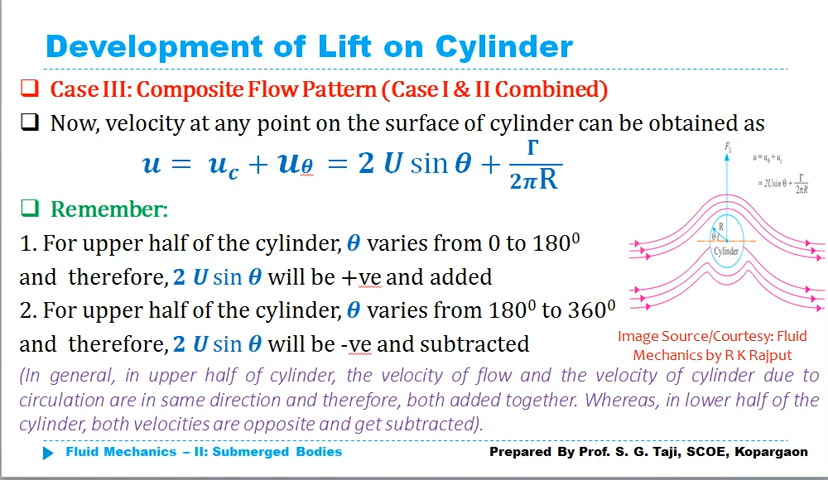 Development of Lift on Cylinder
❑ Case III: Composite Flow Pattern (Case I & II Combined)
❑ Now, velocity at any point on the surface of cylinder can be obtained as
u = u_c + u_θ = 2 U sin θ + Γ/2πR
❑ Remember:
1. For upper half of the cylinder, θ varies from 0 to 180⁰
and therefore, 2 U sin θ will be +ve and added
2. For upper half of the cylinder, θ varies from 180⁰ to 360⁰
and therefore, 2 U sin θ will be -ve and subtracted
(In general, in upper half of cylinder, the velocity of flow and the velocity of cylinder due to
circulation are in same direction and therefore, both added together. Whereas, in lower half of the
cylinder, both velocities are opposite and get subtracted).
F_L
u = u_θ + u_c
= 2U sin θ + Γ/2πR
R
θ
Cylinder
Image Source/Courtesy: Fluid
Mechanics by R K Rajput
Fluid Mechanics – II: Submerged Bodies
Prepared By Prof. S. G. Taji, SCOE, Kopargaon